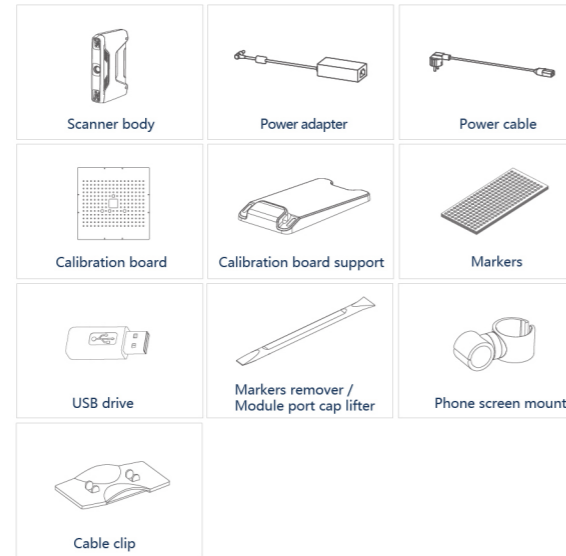 Scanner body
Power adapter
Power cable
Calibration board
Calibration board support
Markers
USB drive
Markers remover /
Module port cap lifter
Phone screen mount
Cable clip